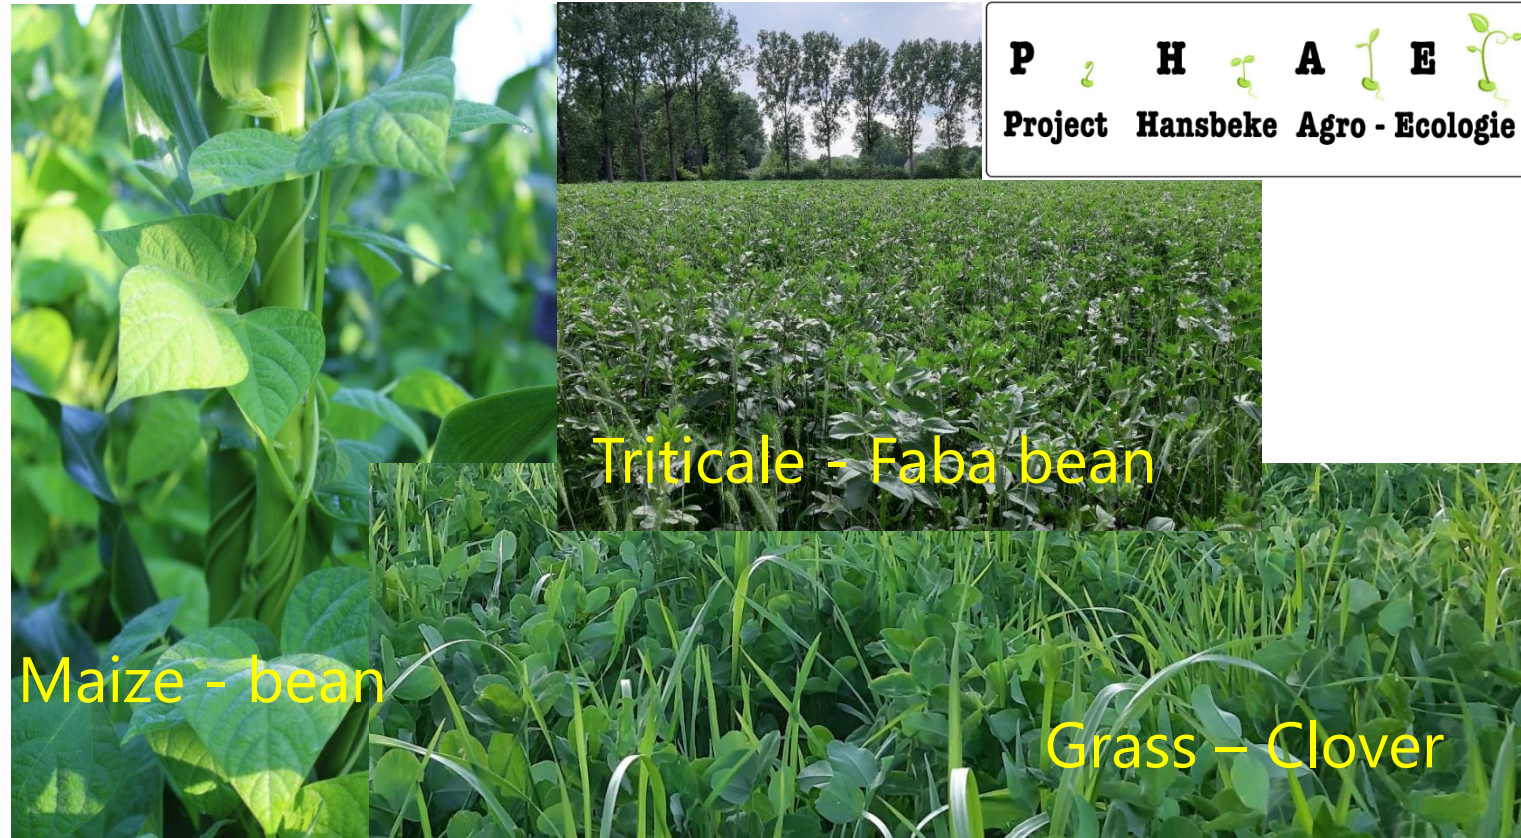 P H A E
Project Hansbeke Agro - Ecologie
Triticale - Faba bean
Maize - bean
Grass – Clover